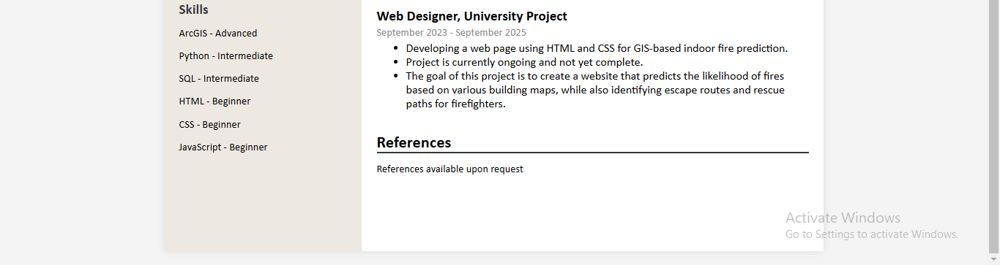 Skills
ArcGIS - Advanced
Python - Intermediate
SQL - Intermediate
HTML - Beginner
CSS - Beginner
JavaScript - Beginner
Web Designer, University Project
September 2023 - September 2025
• Developing a web page using HTML and CSS for GIS-based indoor fire prediction.
• Project is currently ongoing and not yet complete.
• The goal of this project is to create a website that predicts the likelihood of fires
based on various building maps, while also identifying escape routes and rescue
paths for firefighters.
References
References available upon request
Activate Windows
Go to Settings to activate Windows.